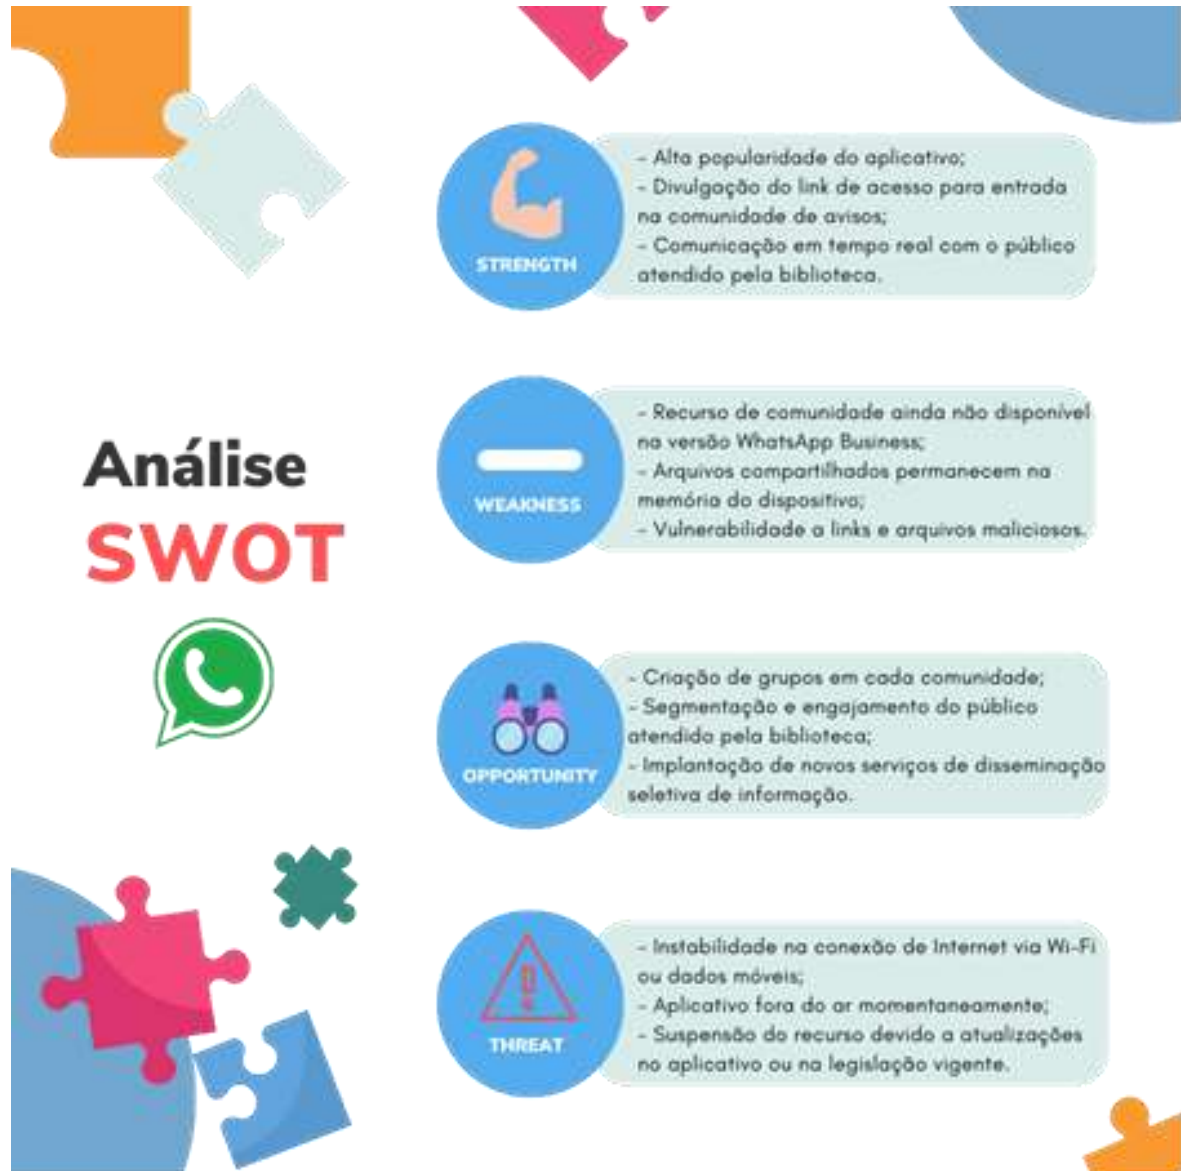 Análise
SWOT
STRENGTH
- Alta popularidade do aplicativo;
- Divulgação do link de acesso para entrada
na comunidade de avisos;
- Comunicação em tempo real com o público
atendido pela biblioteca.
WEAKNESS
- Recurso de comunidade ainda não disponível
na versão WhatsApp Business;
- Arquivos compartilhados permanecem na
memória do dispositivo;
- Vulnerabilidade a links e arquivos maliciosos.
OPPORTUNITY
- Criação de grupos em cada comunidade;
- Segmentação e engajamento do público
atendido pela biblioteca;
- Implantação de novos serviços de disseminação
seletiva de informação.
THREAT
- Instabilidade na conexão de Internet via Wi-Fi
ou dados móveis;
- Aplicativo fora do ar momentaneamente;
- Suspensão do recurso devido a atualizações
no aplicativo ou na legislação vigente.